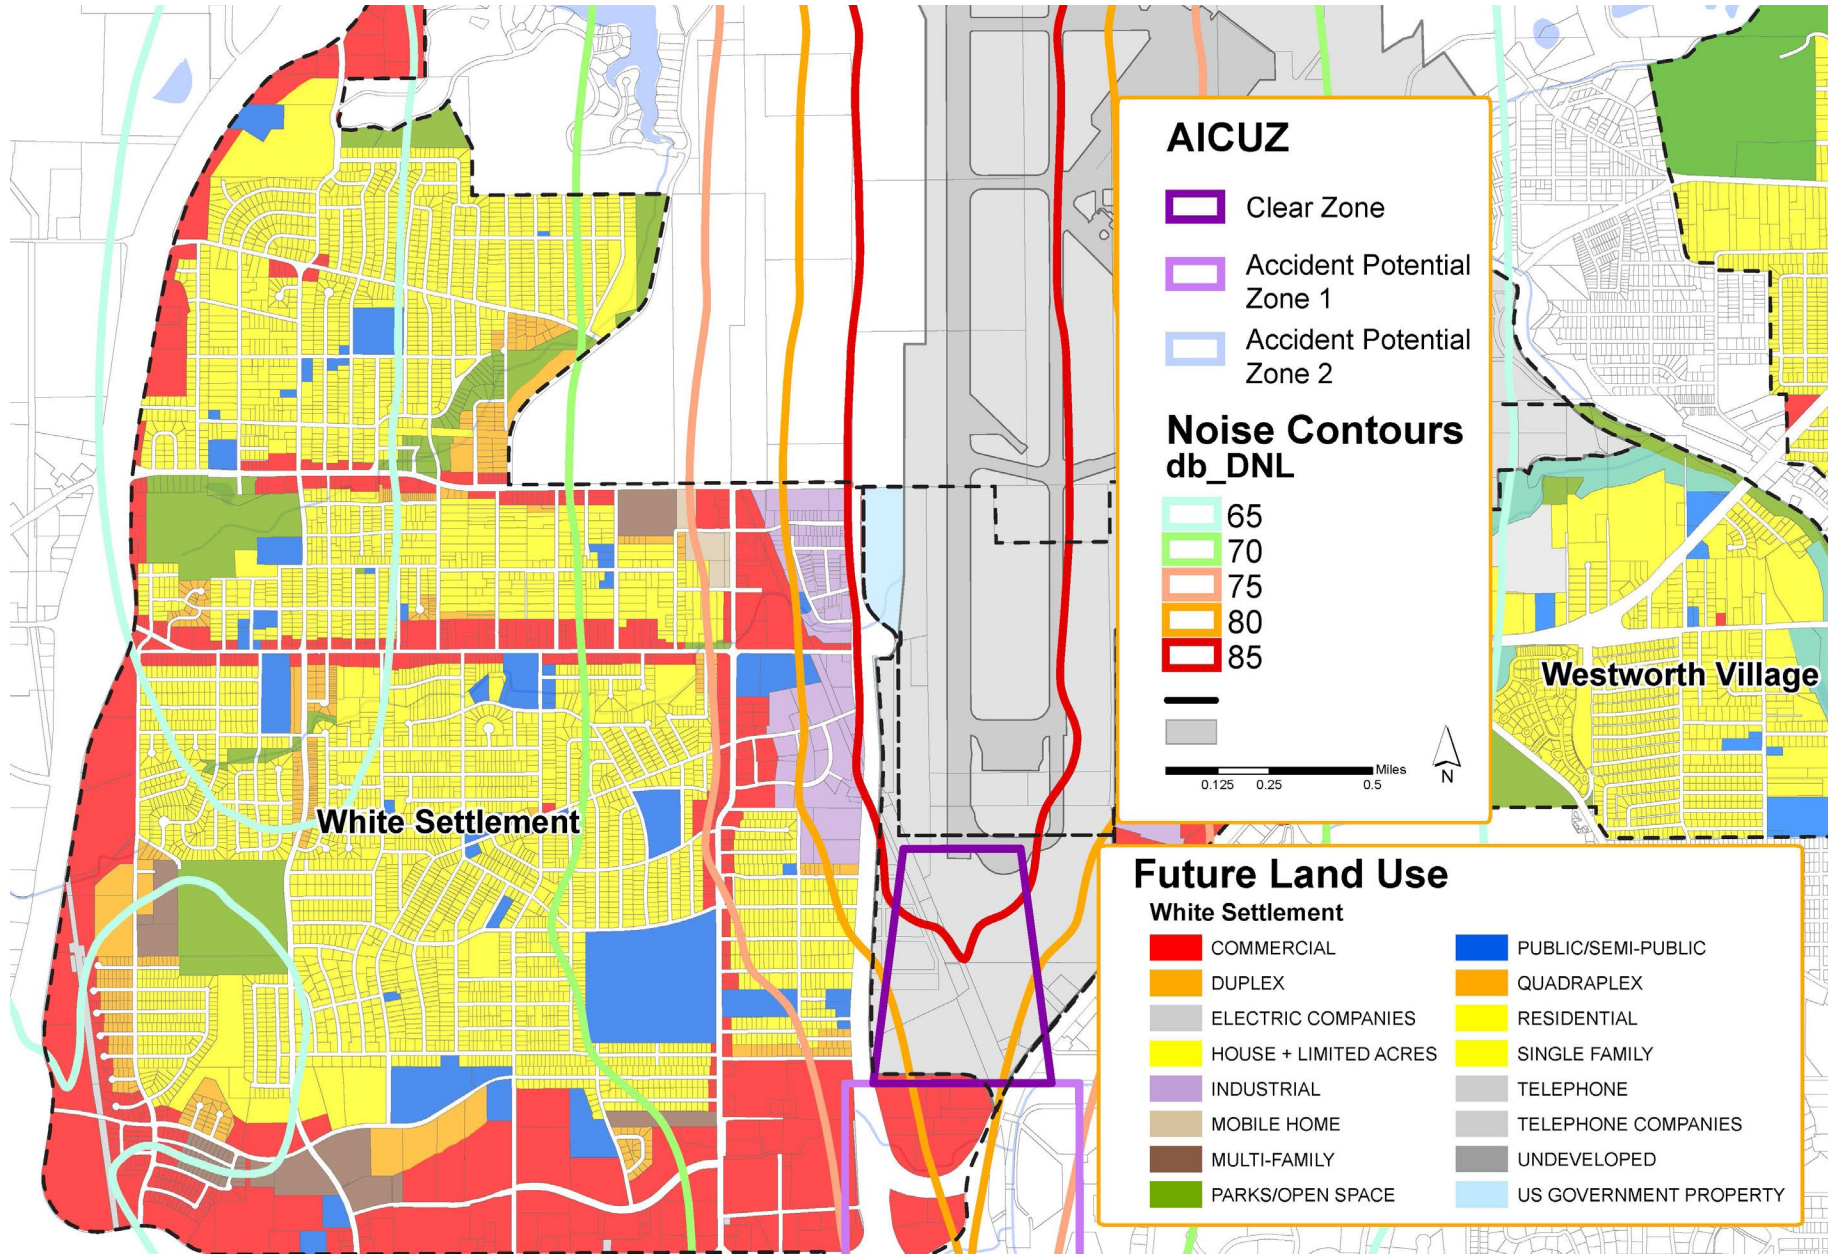 AICUZ
Clear Zone
Accident Potential
Zone 1
Accident Potential
Zone 2
Noise Contours
db_DNL
65
70
75
80
85
Miles
0.125 0.25 0.5
N
Westworth Village
White Settlement
Future Land Use
White Settlement
COMMERCIAL
DUPLEX
ELECTRIC COMPANIES
HOUSE + LIMITED ACRES
INDUSTRIAL
MOBILE HOME
MULTI-FAMILY
PARKS/OPEN SPACE
PUBLIC/SEMI-PUBLIC
QUADRAPLEX
RESIDENTIAL
SINGLE FAMILY
TELEPHONE
TELEPHONE COMPANIES
UNDEVELOPED
US GOVERNMENT PROPERTY